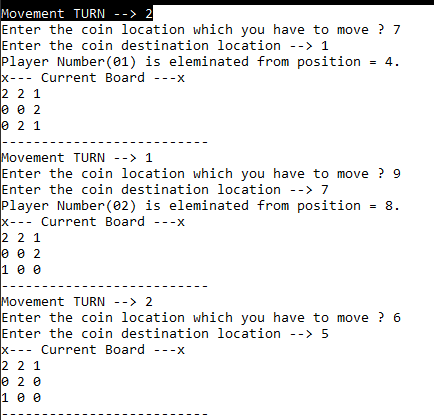 Movement TURN --> 2
Enter the coin location which you have to move ? 7
Enter the coin destination location --> 1
Player Number(01) is eleminated from position = 4.
x--- Current Board ---x
2 2 1
0 0 2
0 2 1
--------------------------
Movement TURN --> 1
Enter the coin location which you have to move ? 9
Enter the coin destination location --> 7
Player Number(02) is eleminated from position = 8.
x--- Current Board ---x
2 2 1
0 0 2
1 0 0
--------------------------
Movement TURN --> 2
Enter the coin location which you have to move ? 6
Enter the coin destination location --> 5
x--- Current Board ---x
2 2 1
0 2 0
1 0 0
--------------------------